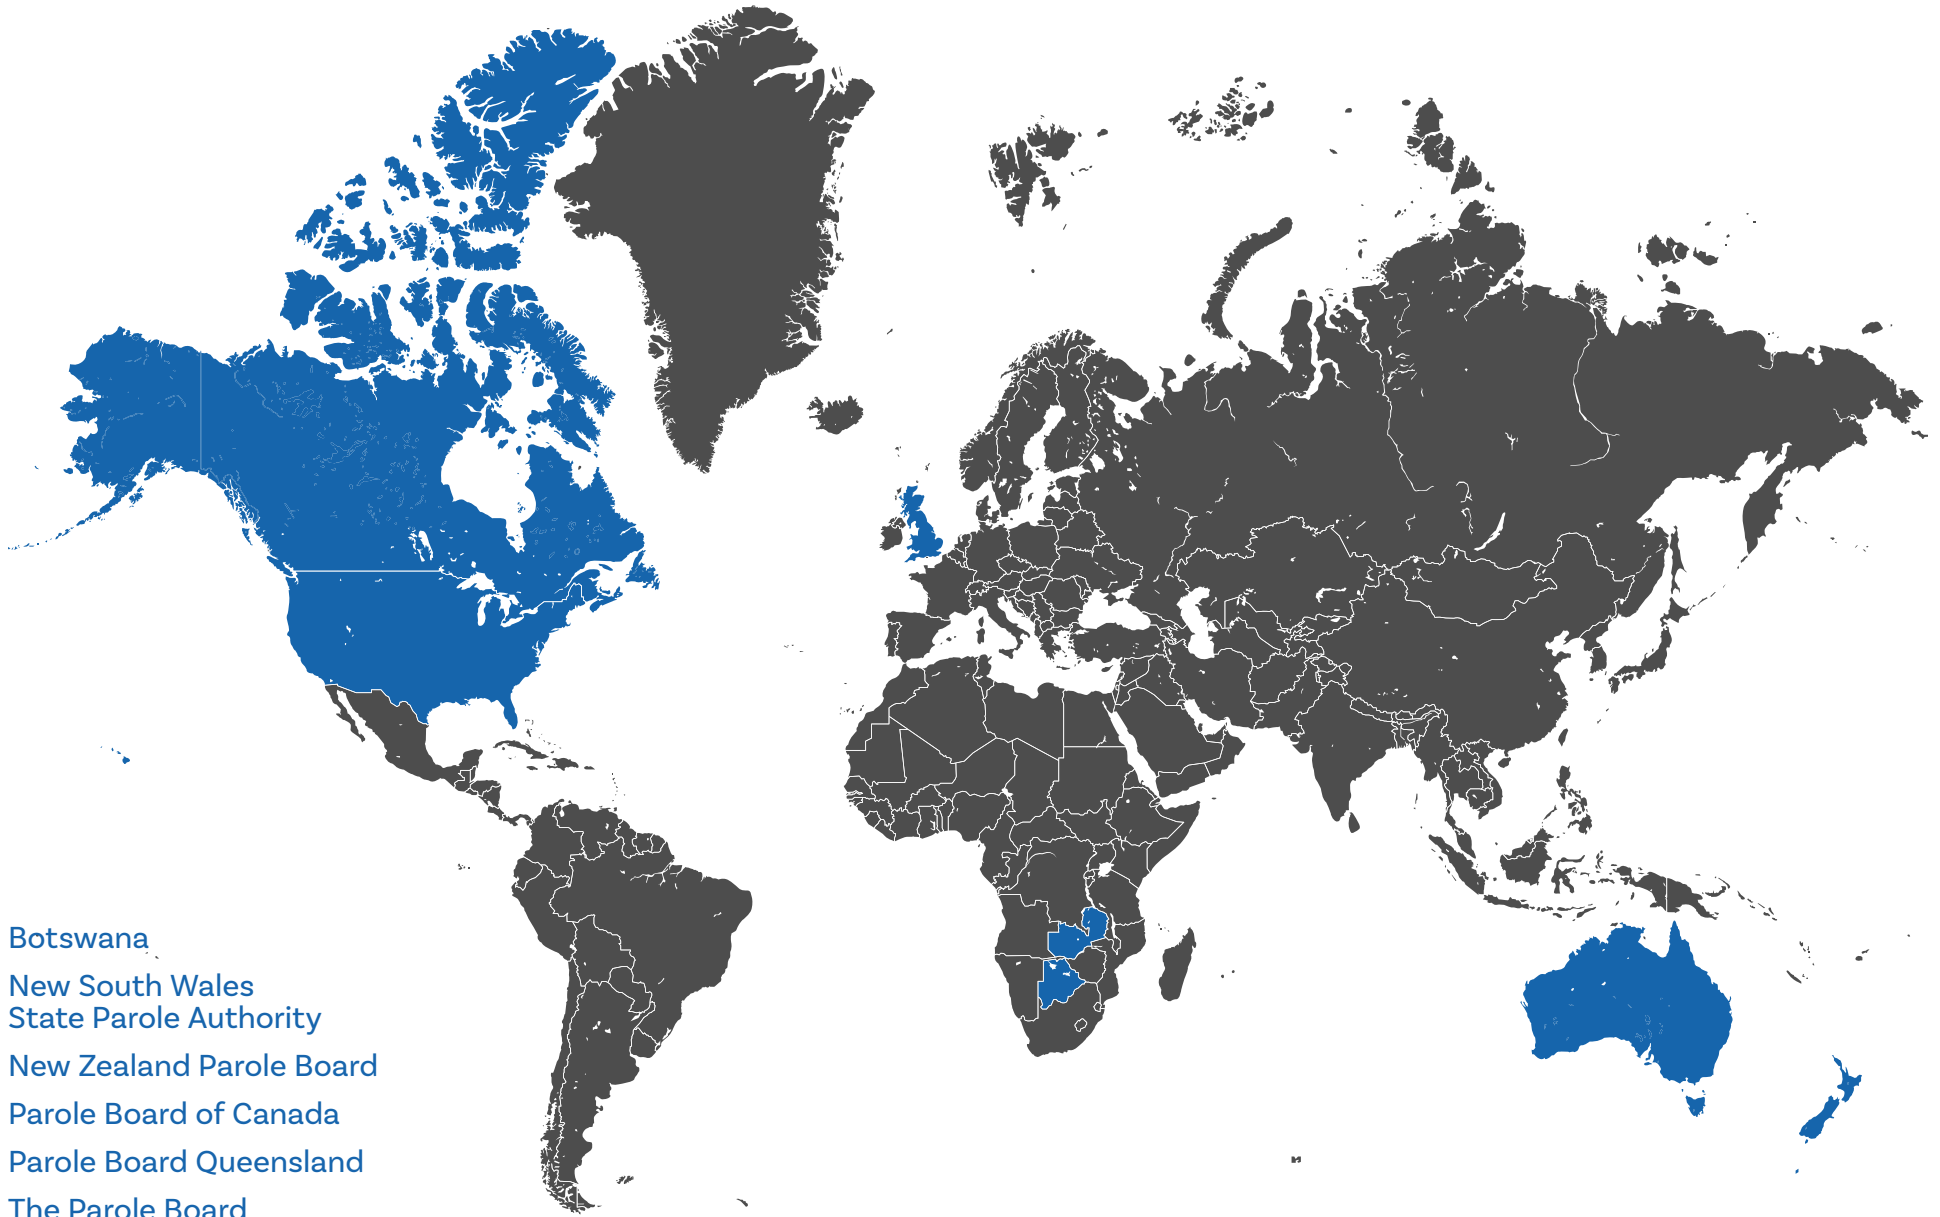 Botswana
New South Wales
State Parole Authority
New Zealand Parole Board
Parole Board of Canada
Parole Board Queensland
The Parole Board